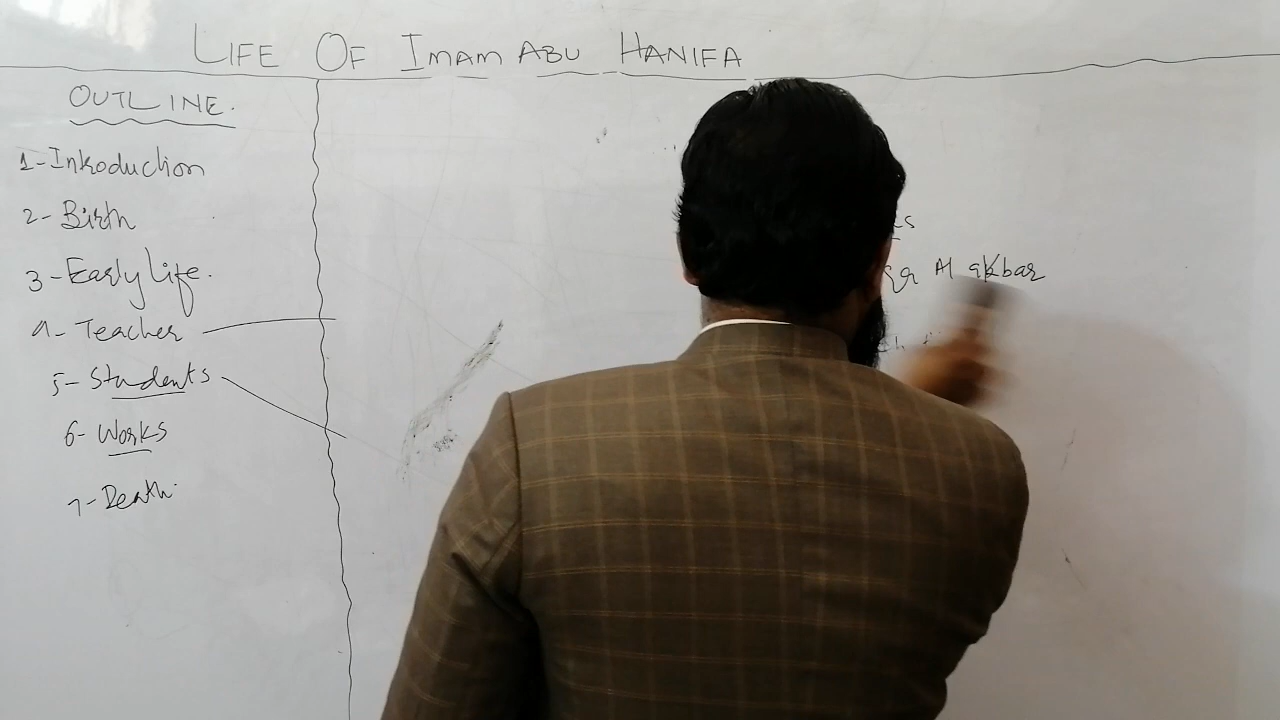 LIFE OF IMAM ABU HANIFA
OUTLINE.
1-Introduction
2- Birth
3-Early life.
4- Teacher
5- Students
6- Works
7-Death.
Al akbar